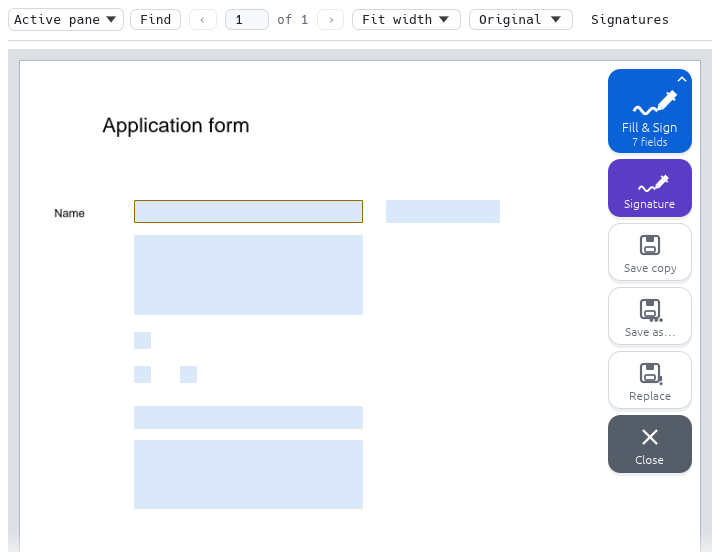 Active pane Find ‹ 1 of 1 › Fit width Original Signatures
Application form
Name
Fill & Sign
7 fields
Signature
Save copy
Save as…
Replace
Close